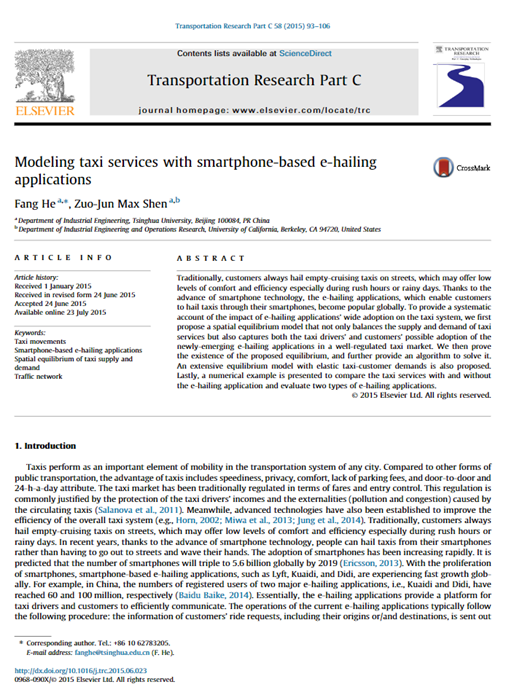 Transportation Research Part C 58 (2015) 93–106
Contents lists available at ScienceDirect
Transportation Research Part C
journal homepage: www.elsevier.com/locate/trc
ELSEVIER
TRANSPORTATION
RESEARCH
Modeling taxi services with smartphone-based e-hailing
applications
CrossMark
Fang He a,*, Zuo-Jun Max Shen a,b
a Department of Industrial Engineering, Tsinghua University, Beijing 100084, PR China
b Department of Industrial Engineering and Operations Research, University of California, Berkeley, CA 94720, United States
ARTICLE INFO
Article history:
Received 1 January 2015
Received in revised form 24 June 2015
Accepted 24 June 2015
Available online 23 July 2015
Keywords:
Taxi movements
Smartphone-based e-hailing applications
Spatial equilibrium of taxi supply and
demand
Traffic network
ABSTRACT
Traditionally, customers always hail empty-cruising taxis on streets, which may offer low
levels of comfort and efficiency especially during rush hours or rainy days. Thanks to the
advance of smartphone technology, the e-hailing applications, which enable customers
to hail taxis through their smartphones, become popular globally. To provide a systematic
account of the impact of e-hailing applications' wide adoption on the taxi system, we first
propose a spatial equilibrium model that not only balances the supply and demand of taxi
services but also captures both the taxi drivers' and customers' possible adoption of the
newly-emerging e-hailing applications in a well-regulated taxi market. We then prove
the existence of the proposed equilibrium, and further provide an algorithm to solve it.
An extensive equilibrium model with elastic taxi-customer demands is also proposed.
Lastly, a numerical example is presented to compare the taxi services with and without
the e-hailing application and evaluate two types of e-hailing applications.
© 2015 Elsevier Ltd. All rights reserved.
1. Introduction
Taxis perform as an important element of mobility in the transportation system of any city. Compared to other forms of
public transportation, the advantage of taxis includes speediness, privacy, comfort, lack of parking fees, and door-to-door and
24-h-a-day attribute. The taxi market has been traditionally regulated in terms of fares and entry control. This regulation is
commonly justified by the protection of the taxi drivers' incomes and the externalities (pollution and congestion) caused by
the circulating taxis (Salanova et al., 2011). Meanwhile, advanced technologies have also been established to improve the
efficiency of the overall taxi system (e.g., Horn, 2002; Miwa et al., 2013; Jung et al., 2014). Traditionally, customers always
hail empty-cruising taxis on streets, which may offer low levels of comfort and efficiency especially during rush hours or
rainy days. In recent years, thanks to the advance of smartphone technology, people can hail taxis from their smartphones
rather than having to go out to streets and wave their hands. The adoption of smartphones has been increasing rapidly. It is
predicted that the number of smartphones will triple to 5.6 billion globally by 2019 (Ericsson, 2013). With the proliferation
of smartphones, smartphone-based e-hailing applications, such as Lyft, Kuaidi, and Didi, are experiencing fast growth glob-
ally. For example, in China, the numbers of registered users of two major e-hailing applications, i.e., Kuaidi and Didi, have
reached 60 and 100 million, respectively (Baidu Baike, 2014). Essentially, the e-hailing applications provide a platform for
taxi drivers and customers to efficiently communicate. The operations of the current e-hailing applications typically follow
the following procedure: the information of customers' ride requests, including their origins or/and destinations, is sent out
* Corresponding author. Tel.: +86 10 62783205.
E-mail address: fanghe@tsinghua.edu.cn (F. He).
http://dx.doi.org/10.1016/j.trc.2015.06.023
0968-090X/© 2015 Elsevier Ltd. All rights reserved.